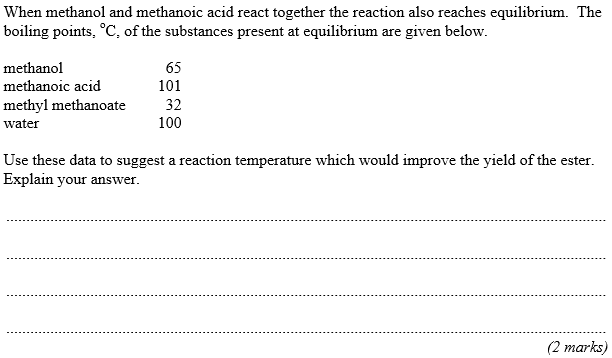 When methanol and methanoic acid react together the reaction also reaches equilibrium. The
boiling points, °C, of the substances present at equilibrium are given below.
methanol 65
methanoic acid 101
methyl methanoate 32
water 100
Use these data to suggest a reaction temperature which would improve the yield of the ester.
Explain your answer.
(2 marks)